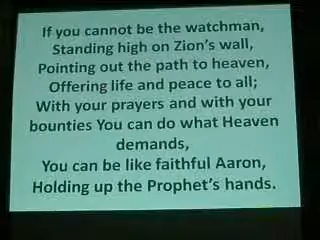 If you cannot be the watchman,
Standing high on Zion's wall,
Pointing out the path to heaven,
Offering life and peace to all;
With your prayers and with your
bounties You can do what Heaven
demands,
You can be like faithful Aaron,
Holding up the Prophet's hands.